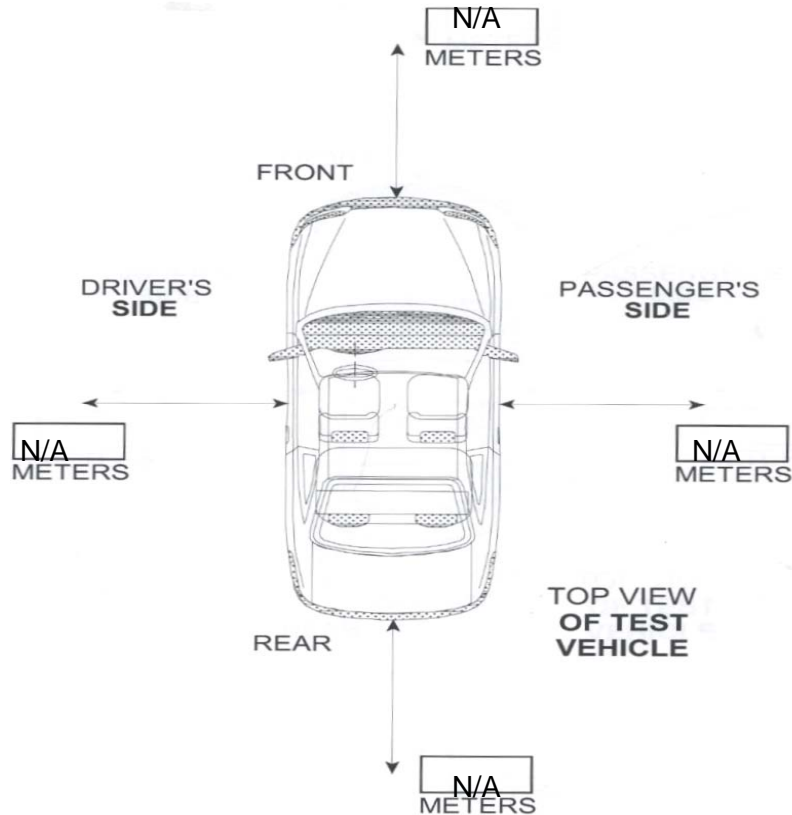 N/A
METERS
FRONT
DRIVER'S
SIDE
PASSENGER'S
SIDE
N/A
METERS
N/A
METERS
REAR
TOP VIEW
OF TEST
VEHICLE
N/A
METERS